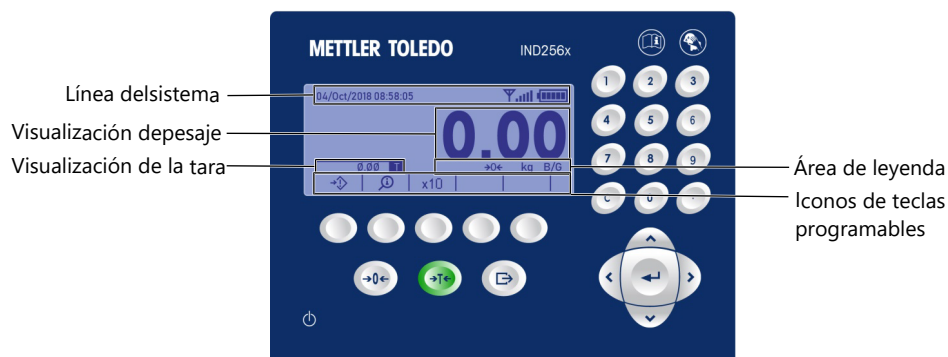 METTLER TOLEDO IND256x
Línea delsistema
04/Oct/2018 08:58:05
Visualización depesaje
0.00
Visualización de la tara
0.00 T
→0← kg B/G
Área de leyenda
x10
Iconos de teclas
programables
1 2 3
4 5 6
7 8 9
C 0 .
→0← →T←